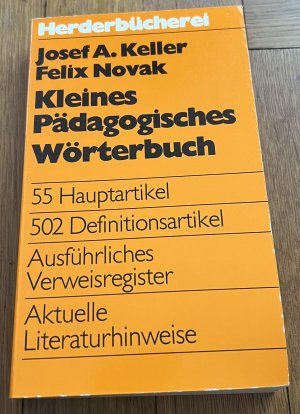 Herderbücherei
Josef A. Keller
Felix Novak
Kleines
Pädagogisches
Wörterbuch
55 Hauptartikel
502 Definitionsartikel
Ausführliches
Verweisregister
Aktuelle
Literaturhinweise